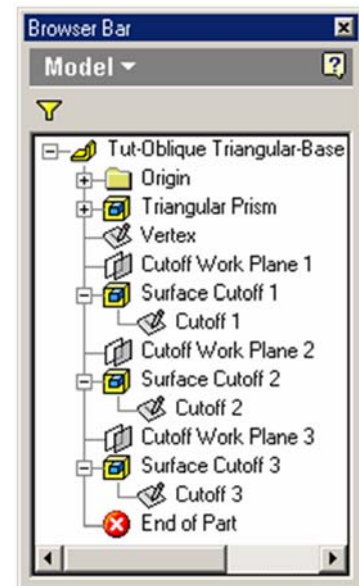 Browser Bar
Model
Tut-Oblique Triangular-Base
Origin
Triangular Prism
Vertex
Cutoff Work Plane 1
Surface Cutoff 1
Cutoff 1
Cutoff Work Plane 2
Surface Cutoff 2
Cutoff 2
Cutoff Work Plane 3
Surface Cutoff 3
Cutoff 3
End of Part